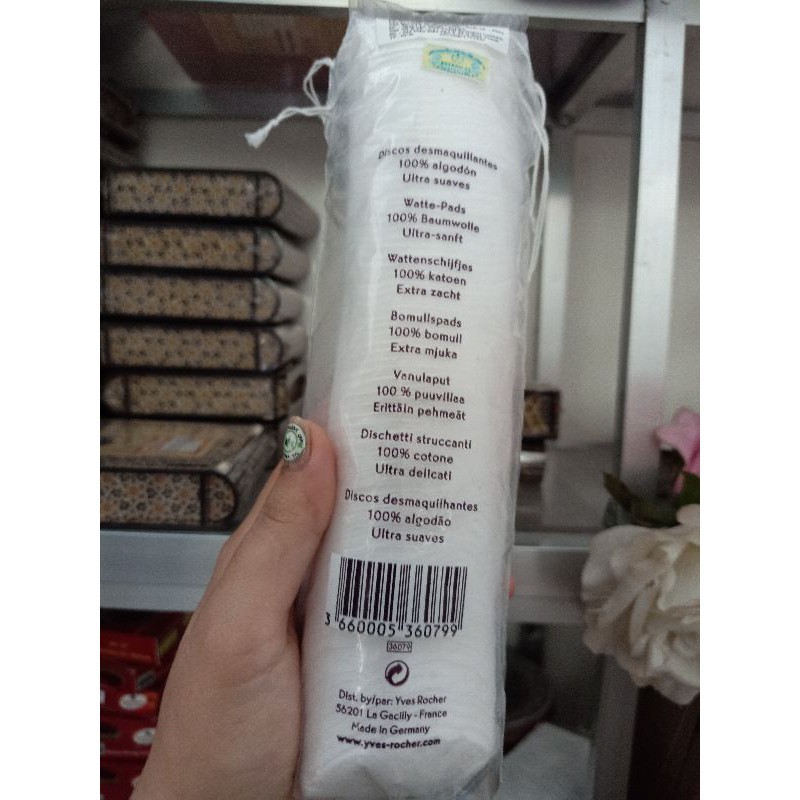 Discos desmaquillantes
100% algodón
Ultra suaves
Watte-Pads
100% Baumwolle
Ultra-sanft
Wattenschijfjes
100% katoen
Extra zacht
Bomullspads
100% bomull
Extra mjuka
Vanulaput
100 % puuvillaa
Erittäin pehmeät
Dischetti struccanti
100% cotone
Ultra delicati
Discos desmaquilhantes
100% algodão
Ultra suaves
3 660005 360799
36079
Dist. by/par: Yves Rocher
56201 La Gacilly - France
Made in Germany
www.yves-rocher.com